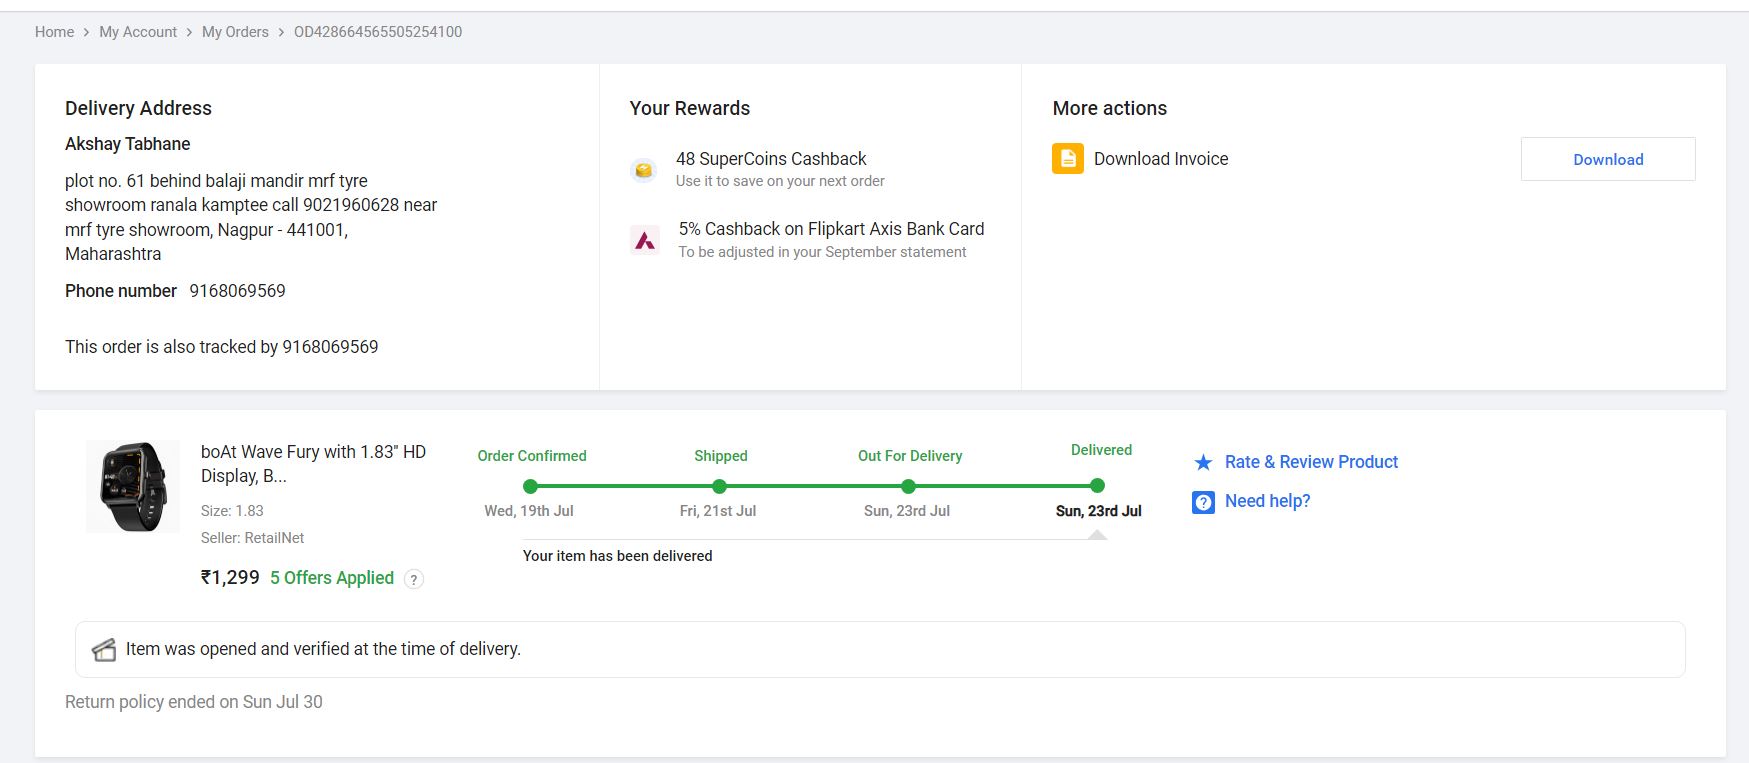 Home > My Account > My Orders > OD428664565505254100
Delivery Address
Akshay Tabhane
plot no. 61 behind balaji mandir mrf tyre
showroom ranala kamptee call 9021960628 near
mrf tyre showroom, Nagpur - 441001,
Maharashtra
Phone number 9168069569
This order is also tracked by 9168069569
Your Rewards
48 SuperCoins Cashback
Use it to save on your next order
5% Cashback on Flipkart Axis Bank Card
To be adjusted in your September statement
More actions
Download Invoice
Download
boAt Wave Fury with 1.83" HD
Display, B...
Size: 1.83
Seller: RetailNet
₹1,299 5 Offers Applied ?
Order Confirmed
Wed, 19th Jul
Shipped
Fri, 21st Jul
Out For Delivery
Sun, 23rd Jul
Delivered
Sun, 23rd Jul
Your item has been delivered
Rate & Review Product
? Need help?
Item was opened and verified at the time of delivery.
Return policy ended on Sun Jul 30